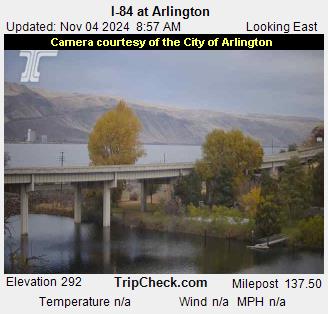 I-84 at Arlington
Updated: Nov 04 2024 8:57 AM Looking East
Camera courtesy of the City of Arlington
Elevation 292 TripCheck.com Milepost 137.50
Temperature n/a Wind n/a MPH n/a